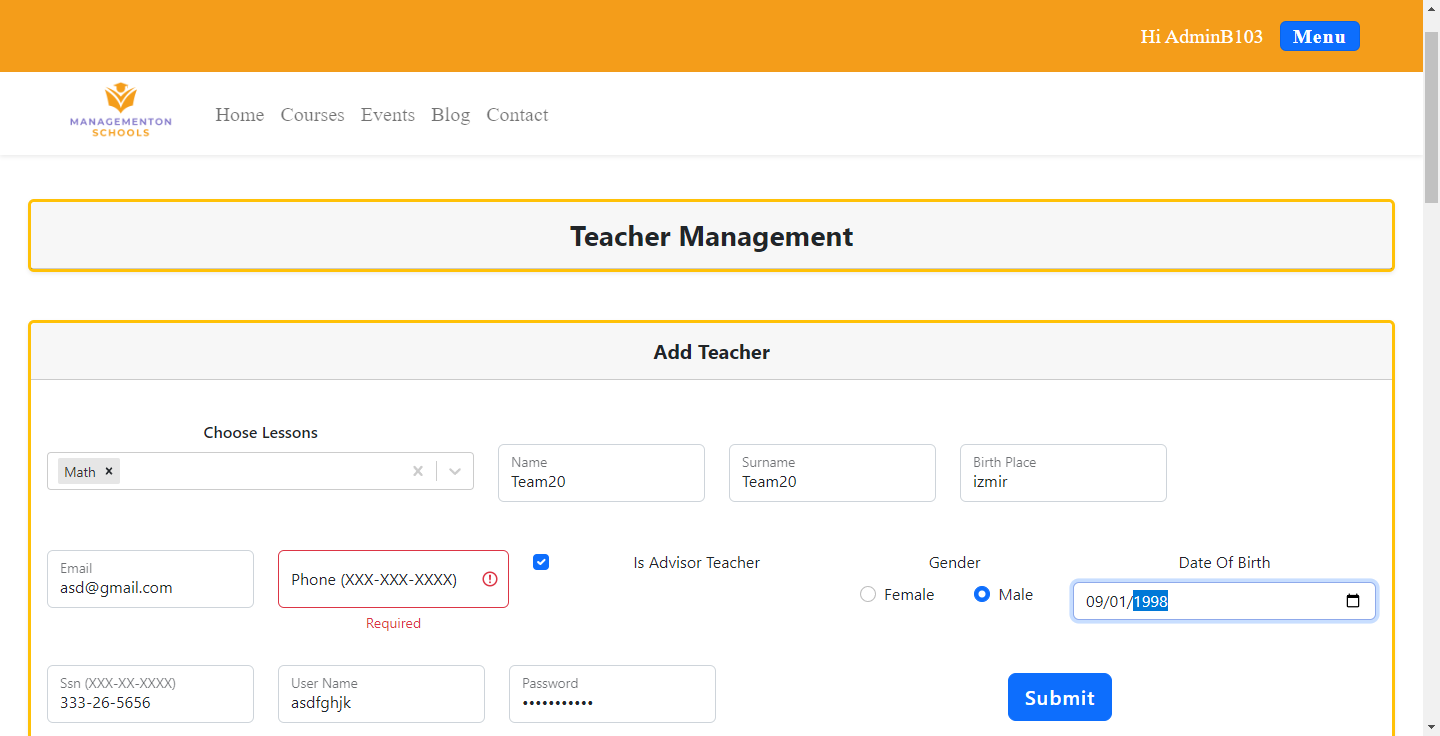 Hi AdminB103 Menu
MANAGEMENTON
SCHOOLS
Home Courses Events Blog Contact
Teacher Management
Add Teacher
Choose Lessons
Math
Name
Team20
Surname
Team20
Birth Place
izmir
Email
asd@gmail.com
Phone (XXX-XXX-XXXX)
Required
Is Advisor Teacher
Gender
Female Male
Date Of Birth
09/01/1998
Ssn (XXX-XX-XXXX)
333-26-5656
User Name
asdfghjk
Password
•••••••••••
Submit